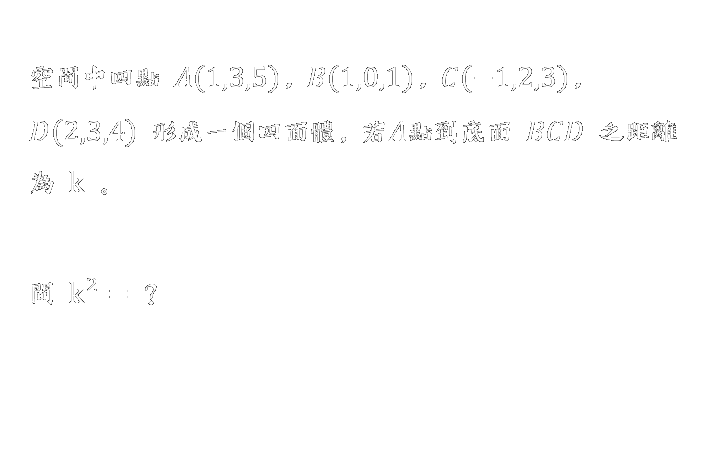 空間中四點 A(1,3,5), B(1,0,1), C(−1,2,3),
D(2,3,4) 形成一個四面體, 若A點到底面 BCD 之距離
為 k 。
問 k² = ?